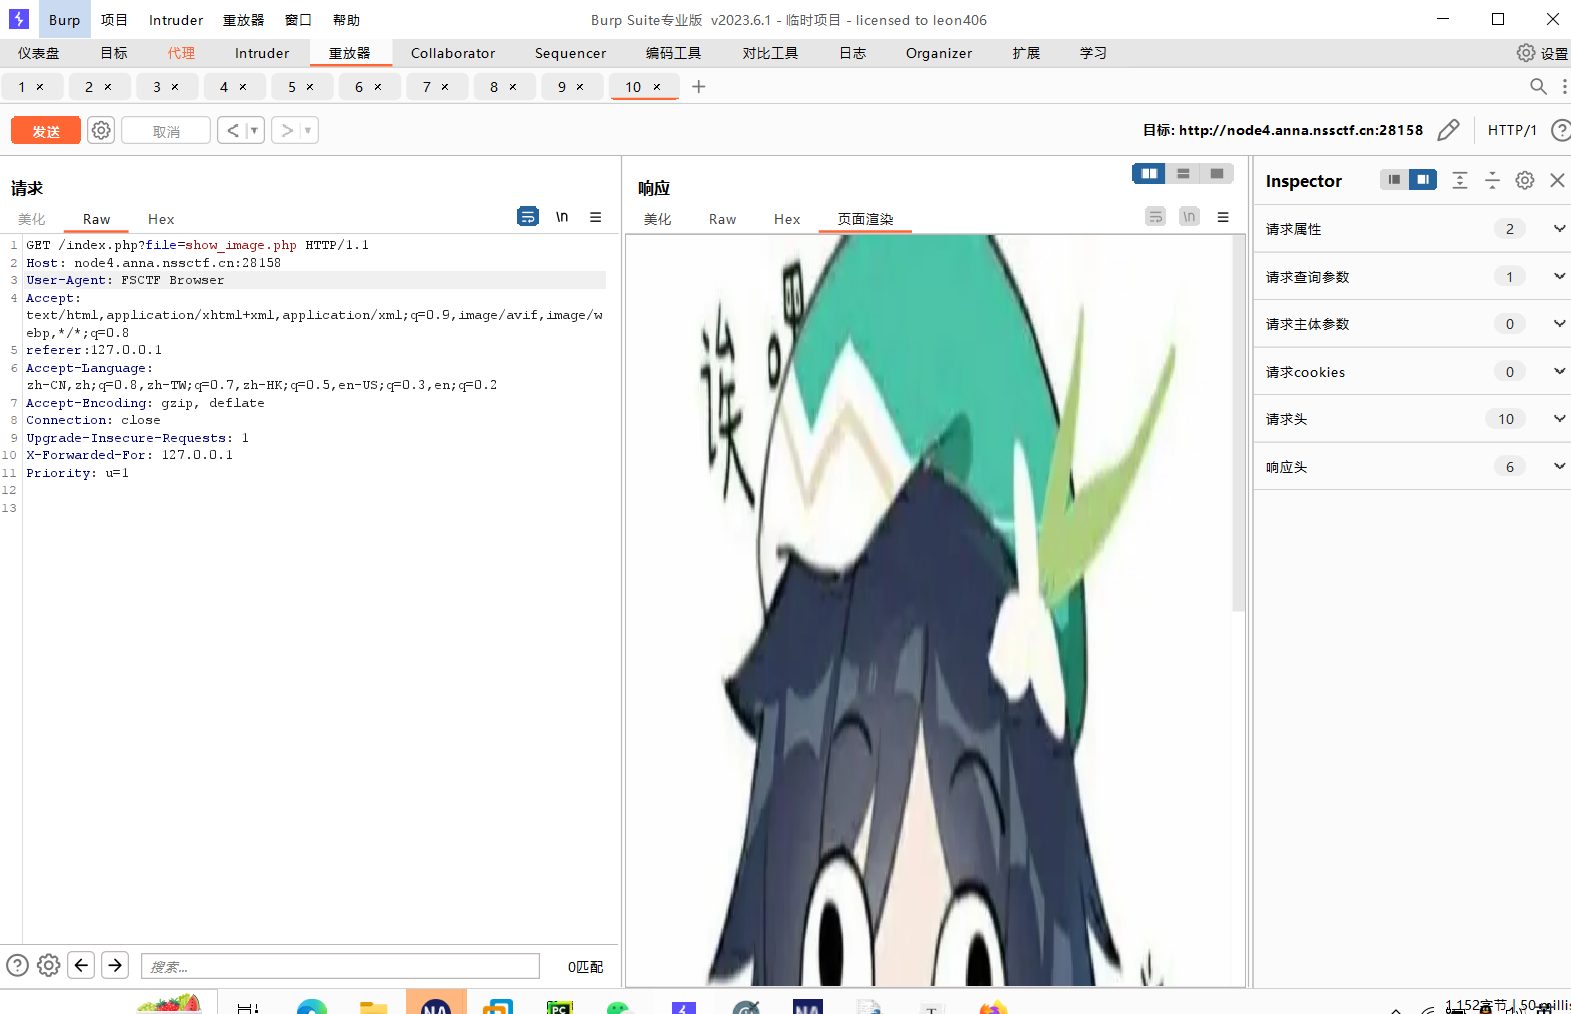 Burp 项目 Intruder 重放器 窗口 帮助 Burp Suite专业版 v2023.6.1 - 临时项目 - licensed to leon406
仪表盘 目标 代理 Intruder 重放器 Collaborator Sequencer 编码工具 对比工具 日志 Organizer 扩展 学习 设置
1 × 2 × 3 × 4 × 5 × 6 × 7 × 8 × 9 × 10 × +
发送 取消 < > 目标: http://node4.anna.nssctf.cn:28158 HTTP/1
请求
美化 Raw Hex \n
1 GET /index.php?file=show_image.php HTTP/1.1
2 Host: node4.anna.nssctf.cn:28158
3 User-Agent: FSCTF Browser
4 Accept:
text/html,application/xhtml+xml,application/xml;q=0.9,image/avif,image/w
ebp,*/*;q=0.8
5 referer:127.0.0.1
6 Accept-Language:
zh-CN,zh;q=0.8,zh-TW;q=0.7,zh-HK;q=0.5,en-US;q=0.3,en;q=0.2
7 Accept-Encoding: gzip, deflate
8 Connection: close
9 Upgrade-Insecure-Requests: 1
10 X-Forwarded-For: 127.0.0.1
11 Priority: u=1
12
13
搜索... 0匹配
响应
美化 Raw Hex 页面渲染 \n
诶嘿
Inspector
请求属性 2
请求查询参数 1
请求主体参数 0
请求cookies 0
请求头 10
响应头 6
1,152字节 | 50 millis